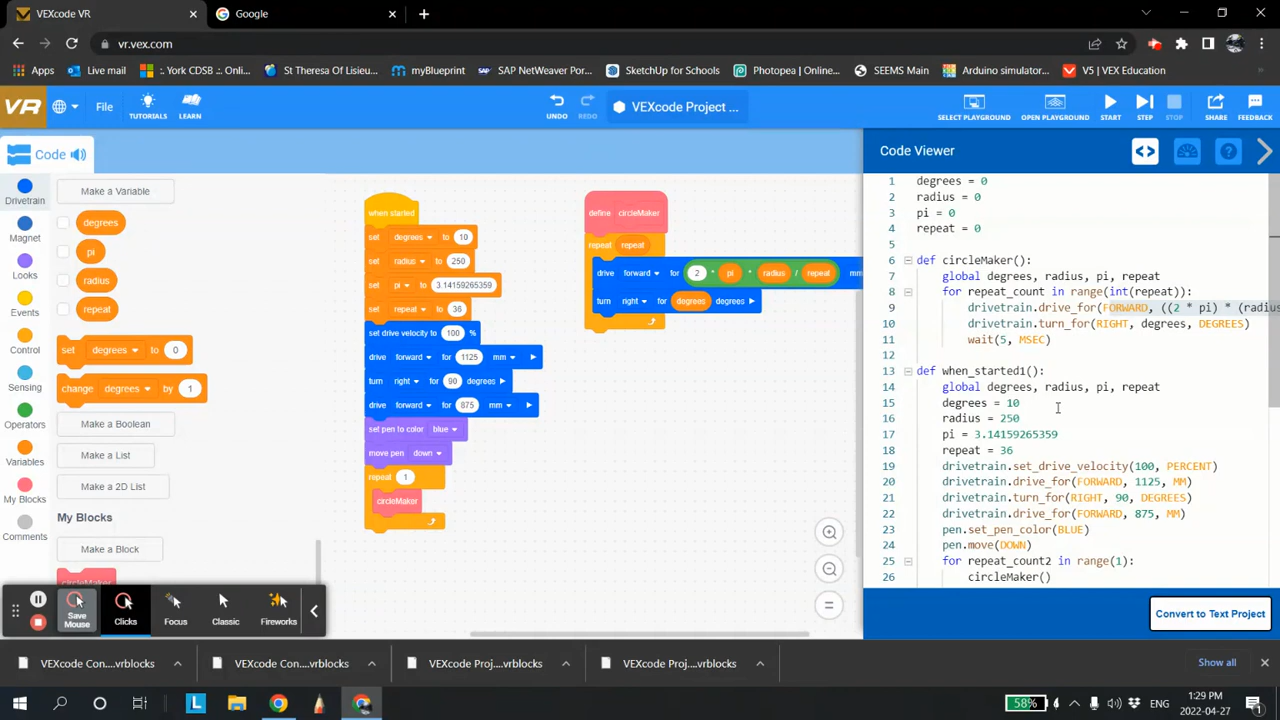 VEXcode VR
Google
vr.vex.com
Apps
Live mail
:: York CDSB :: Onli...
St Theresa Of Lisieu...
myBlueprint
SAP NetWeaver Por...
SketchUp for Schools
Photopea | Online...
SEEMS Main
Arduino simulator...
V5 | VEX Education
VR
File
TUTORIALS
LEARN
UNDO
REDO
VEXcode Project ...
SELECT PLAYGROUND
OPEN PLAYGROUND
START
STEP
STOP
SHARE
FEEDBACK
Code
Code Viewer
Drivetrain
Magnet
Looks
Events
Control
Sensing
Operators
Variables
My Blocks
Comments
Make a Variable
degrees
pi
radius
repeat
set degrees to 0
change degrees by 1
Make a Boolean
Make a List
Make a 2D List
My Blocks
Make a Block
circleMaker
when started
set degrees to 10
set radius to 250
set pi to 3.14159265359
set repeat to 36
set drive velocity to 100 %
drive forward for 1125 mm
turn right for 90 degrees
drive forward for 875 mm
set pen to color blue
move pen down
repeat 1
circleMaker
define circleMaker
repeat repeat
drive forward for 2 * pi * radius / repeat mm
turn right for degrees degrees
1 degrees = 0
2 radius = 0
3 pi = 0
4 repeat = 0
5
6 def circleMaker():
7 global degrees, radius, pi, repeat
8 for repeat_count in range(int(repeat)):
9 drivetrain.drive_for(FORWARD, ((2 * pi) * (radius
10 drivetrain.turn_for(RIGHT, degrees, DEGREES)
11 wait(5, MSEC)
12
13 def when_started1():
14 global degrees, radius, pi, repeat
15 degrees = 10
16 radius = 250
17 pi = 3.14159265359
18 repeat = 36
19 drivetrain.set_drive_velocity(100, PERCENT)
20 drivetrain.drive_for(FORWARD, 1125, MM)
21 drivetrain.turn_for(RIGHT, 90, DEGREES)
22 drivetrain.drive_for(FORWARD, 875, MM)
23 pen.set_pen_color(BLUE)
24 pen.move(DOWN)
25 for repeat_count2 in range(1):
26 circleMaker()
Convert to Text Project
Save
Mouse
Clicks
Focus
Classic
Fireworks
VEXcode Con....vrblocks
VEXcode Con....vrblocks
VEXcode Proj....vrblocks
VEXcode Proj....vrblocks
Show all
58%
ENG
1:29 PM
2022-04-27